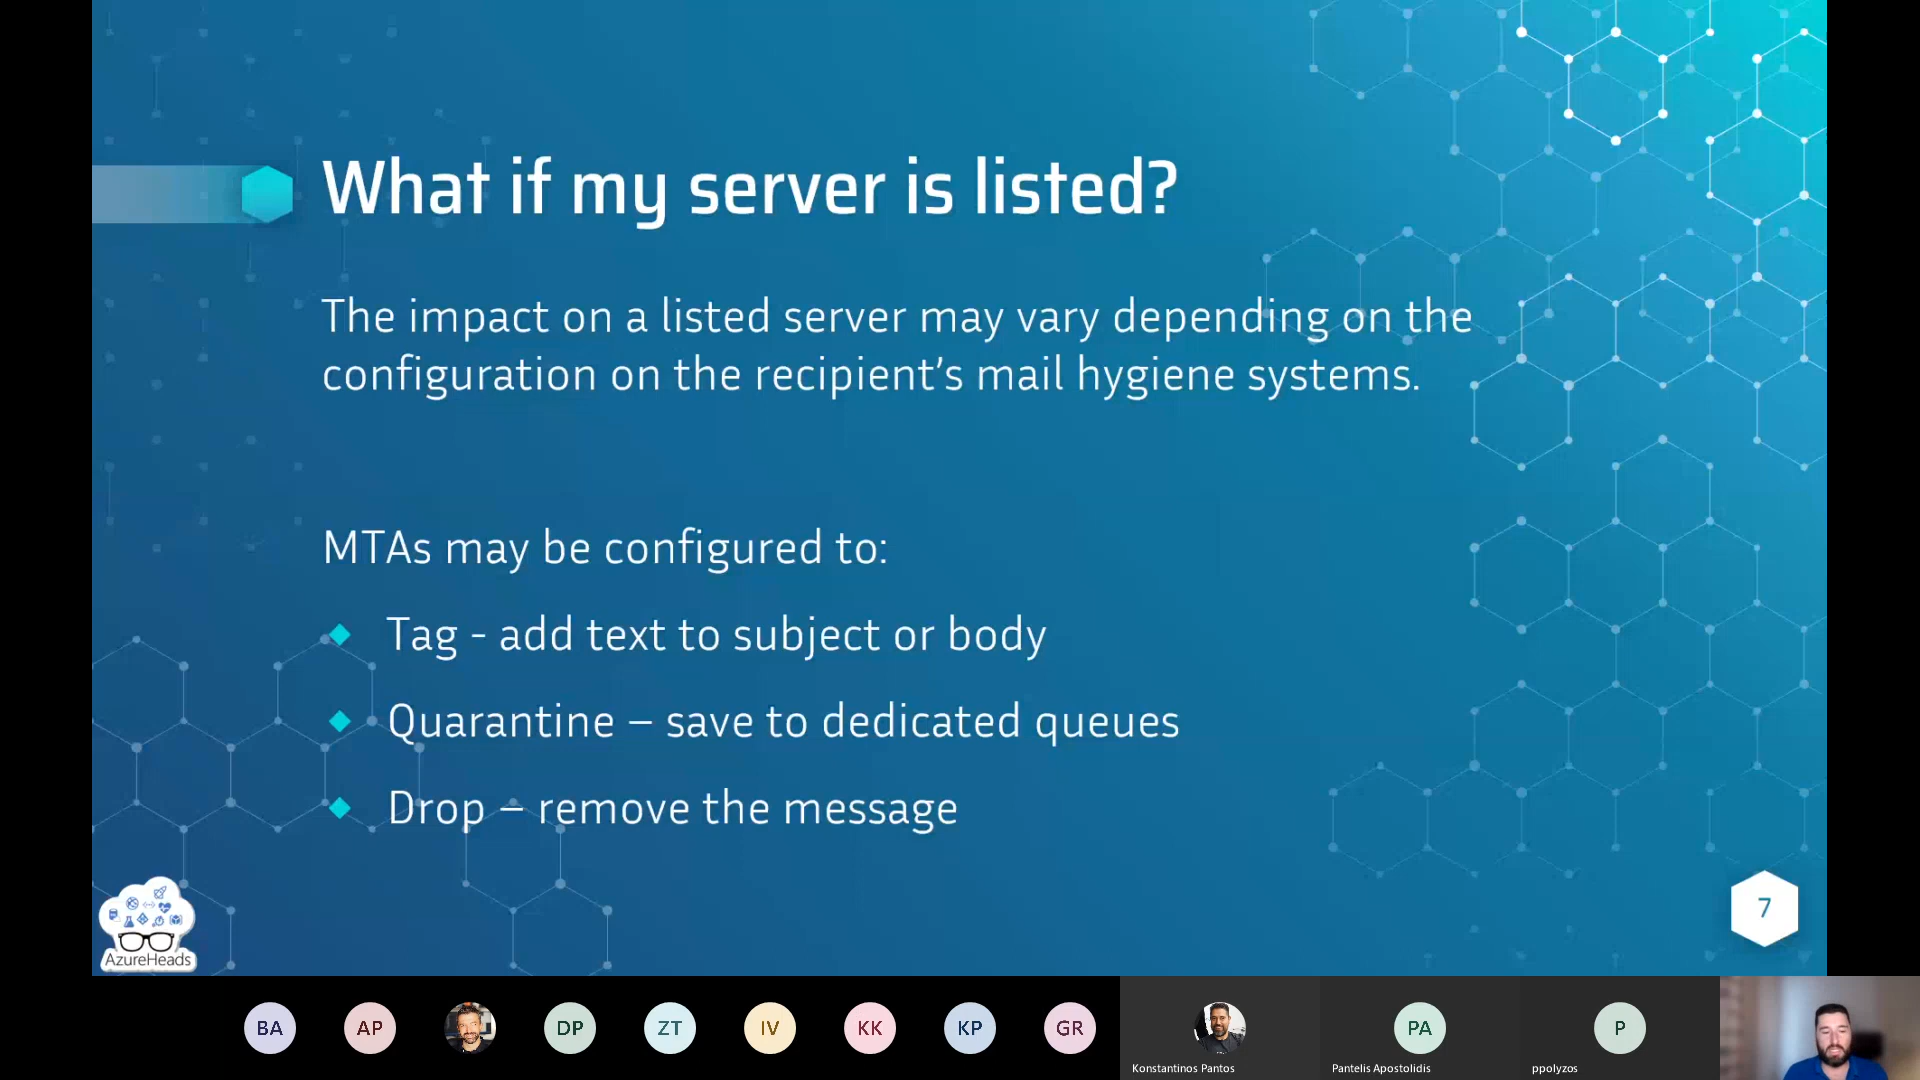 What if my server is listed?
The impact on a listed server may vary depending on the
configuration on the recipient’s mail hygiene systems.
MTAs may be configured to:
Tag - add text to subject or body
Quarantine – save to dedicated queues
Drop – remove the message
AzureHeads
7
BA
AP
DP
ZT
IV
KK
KP
GR
PA
P
Konstantinos Pantos
Pantelis Apostolidis
ppolyzos